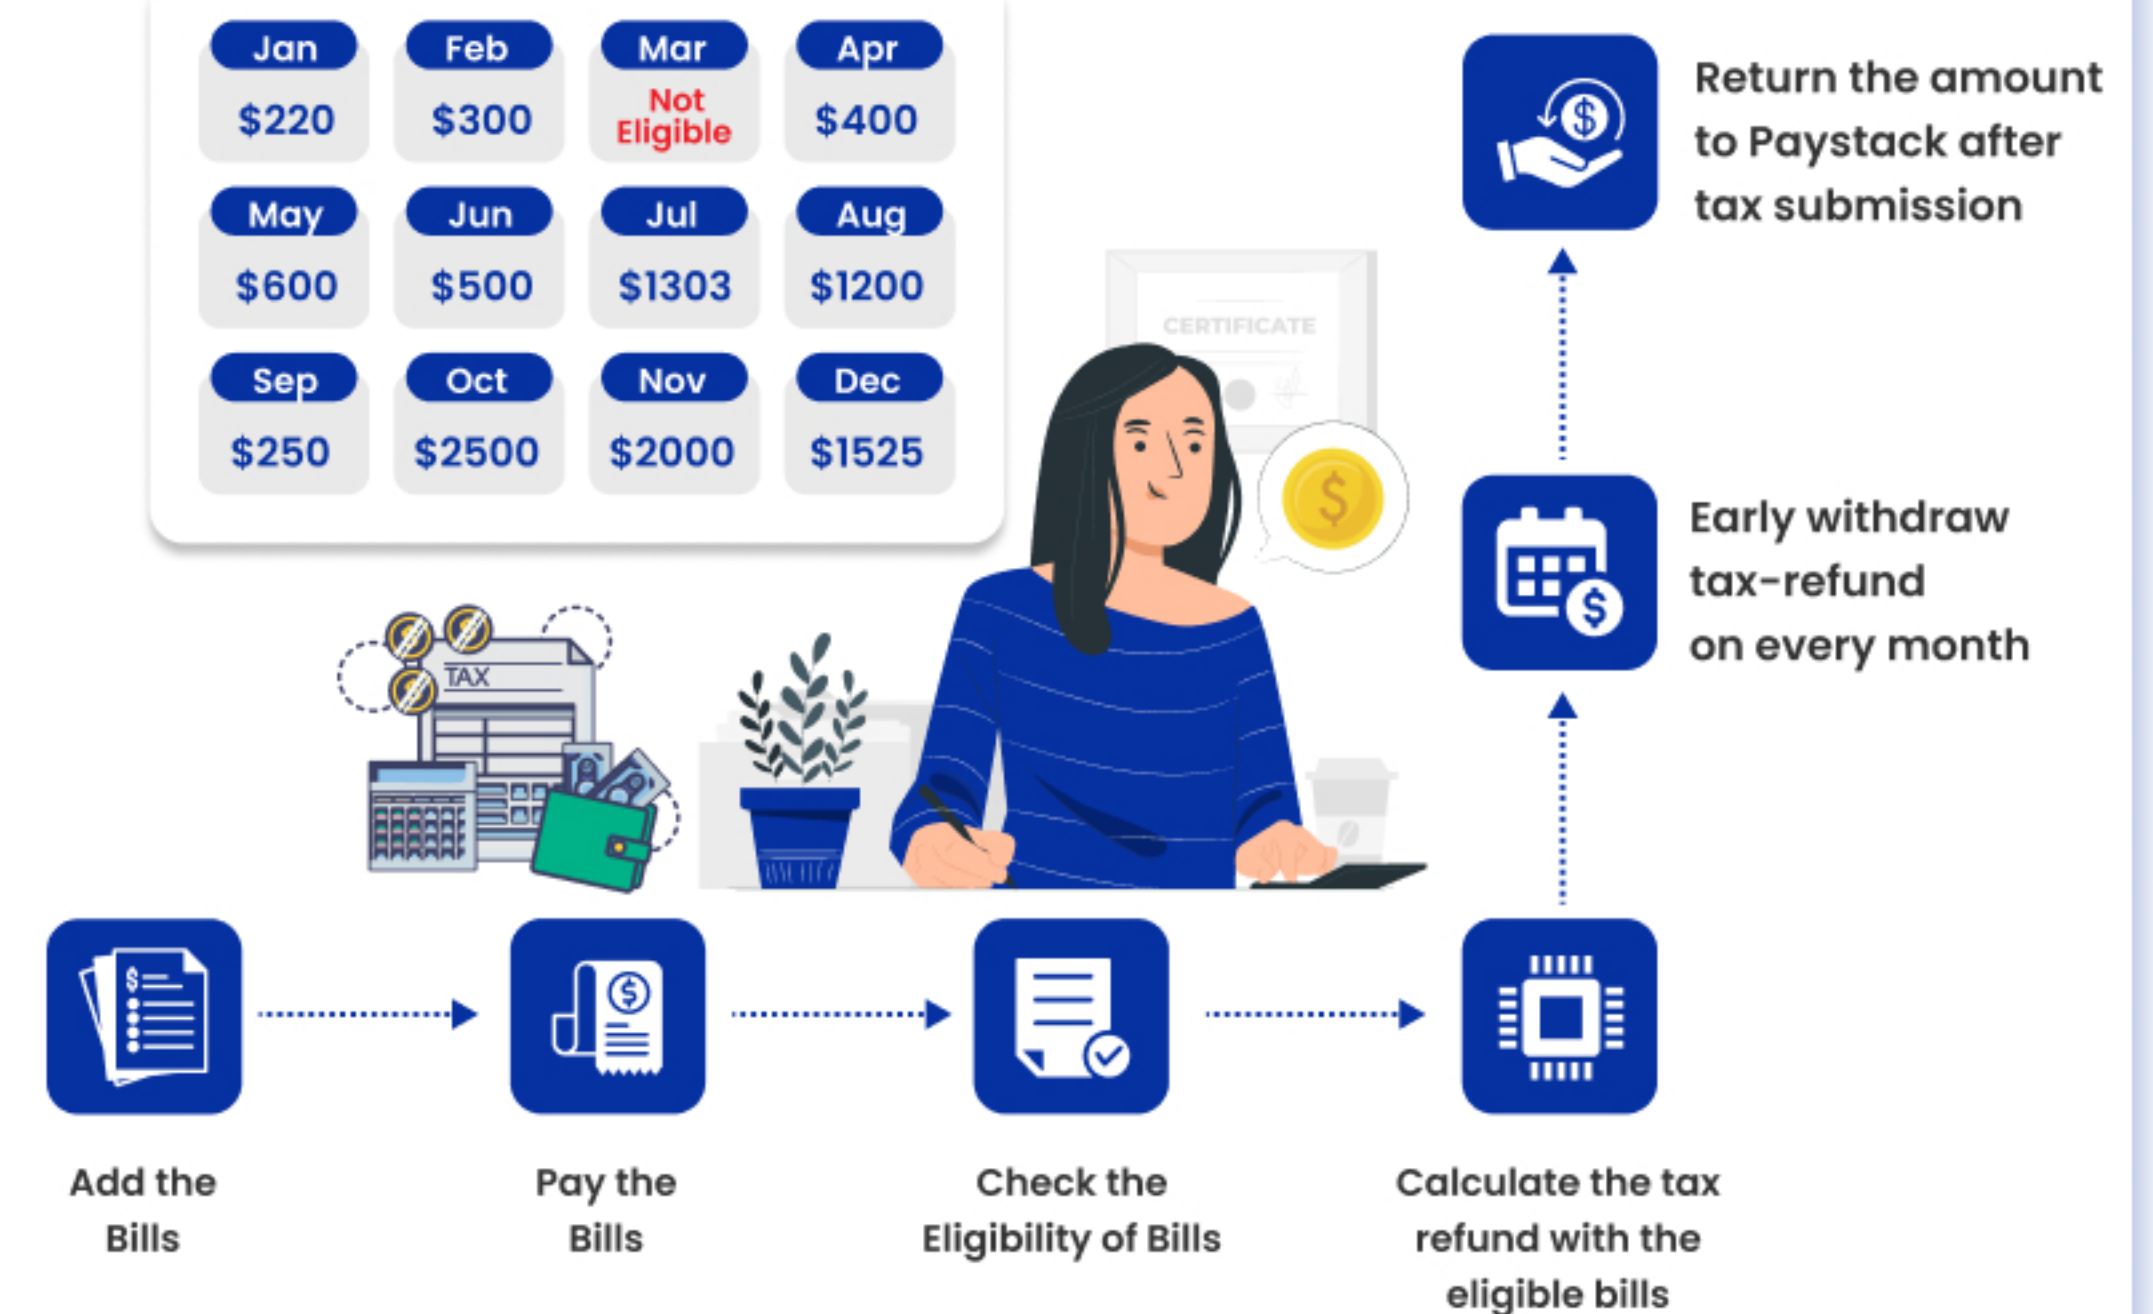 Jan Feb Mar Apr
$220 $300 Not Eligible $400
May Jun Jul Aug
$600 $500 $1303 $1200
Sep Oct Nov Dec
$250 $2500 $2000 $1525
CERTIFICATE
TAX
Return the amount
to Paystack after
tax submission
Early withdraw
tax-refund
on every month
Add the
Bills
Pay the
Bills
Check the
Eligibility of Bills
Calculate the tax
refund with the
eligible bills